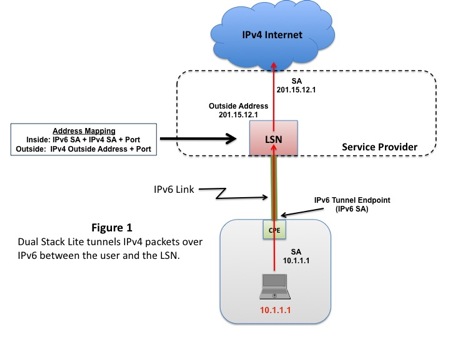 IPv4 Internet
SA
201.15.12.1
Outside Address
201.15.12.1
Address Mapping
Inside: IPv6 SA + IPv4 SA + Port
Outside: IPv4 Outside Address + Port
LSN
Service Provider
IPv6 Link
IPv6 Tunnel Endpoint
(IPv6 SA)
Figure 1
Dual Stack Lite tunnels IPv4 packets over
IPv6 between the user and the LSN.
CPE
SA
10.1.1.1
10.1.1.1